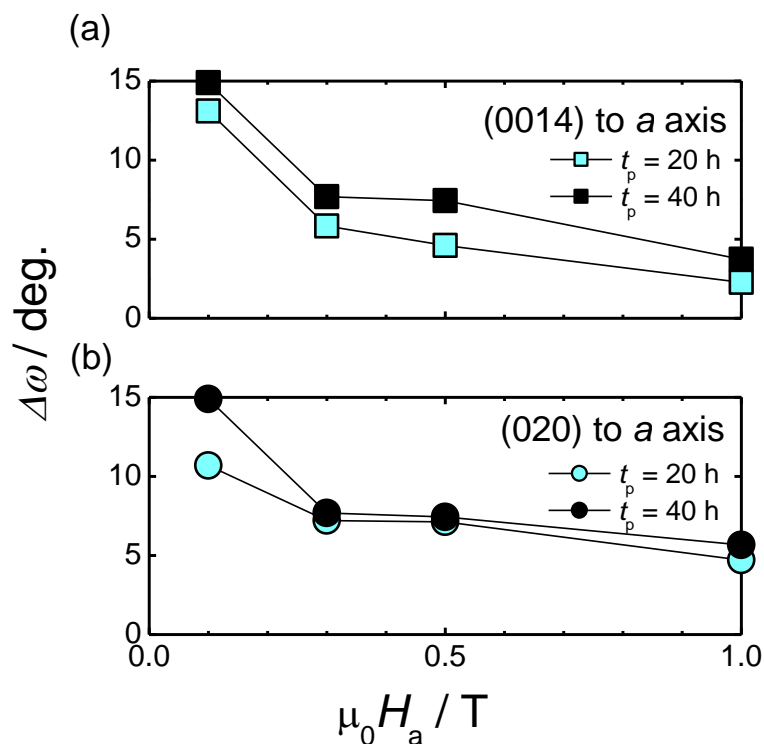 (a)
15
10
5
0
(0014) to a axis
tp = 20 h
tp = 40 h
Δω / deg.
(b)
15
10
5
0
(020) to a axis
tp = 20 h
tp = 40 h
0.0 0.5 1.0
μ0Ha / T